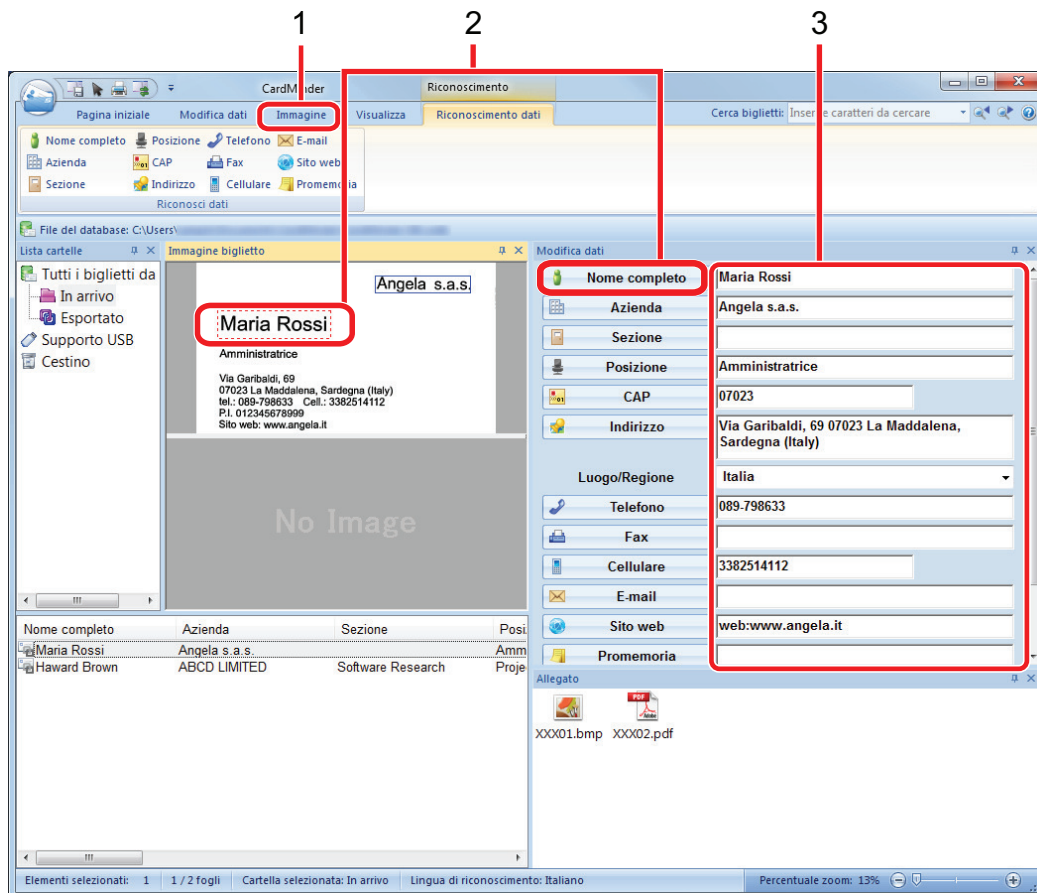 1 2 3
CardMinder Riconoscimento
Pagina iniziale Modifica dati Immagine Visualizza Riconoscimento dati Cerca biglietti: caratteri da cercare
Nome completo Posizione Telefono E-mail
Azienda CAP Fax Sito web
Sezione Indirizzo Cellulare Promemoria
Riconosci dati
File del database: C:\Users\
Lista cartelle
Tutti i biglietti da
In arrivo
Esportato
Supporto USB
Cestino
Immagine biglietto
Angela s.a.s.
Maria Rossi
Amministratrice
Via Garibaldi, 69
07023 La Maddalena, Sardegna (Italy)
tel.: 089-798633 Cell.: 3382514112
P.I. 012345678999
Sito web: www.angela.it
No Image
Modifica dati
Nome completo Maria Rossi
Azienda Angela s.a.s.
Sezione
Posizione Amministratrice
CAP 07023
Indirizzo Via Garibaldi, 69 07023 La Maddalena,
Sardegna (Italy)
Luogo/Regione Italia
Telefono 089-798633
Fax
Cellulare 3382514112
E-mail
Sito web web:www.angela.it
Promemoria
Nome completo Azienda Sezione Posi
Maria Rossi Angela s.a.s. Amm
Haward Brown ABCD LIMITED Software Research Proje
Allegato
XXX01.bmp XXX02.pdf
Elementi selezionati: 1 1 / 2 fogli Cartella selezionata: In arrivo Lingua di riconoscimento: Italiano Percentuale zoom: 13%